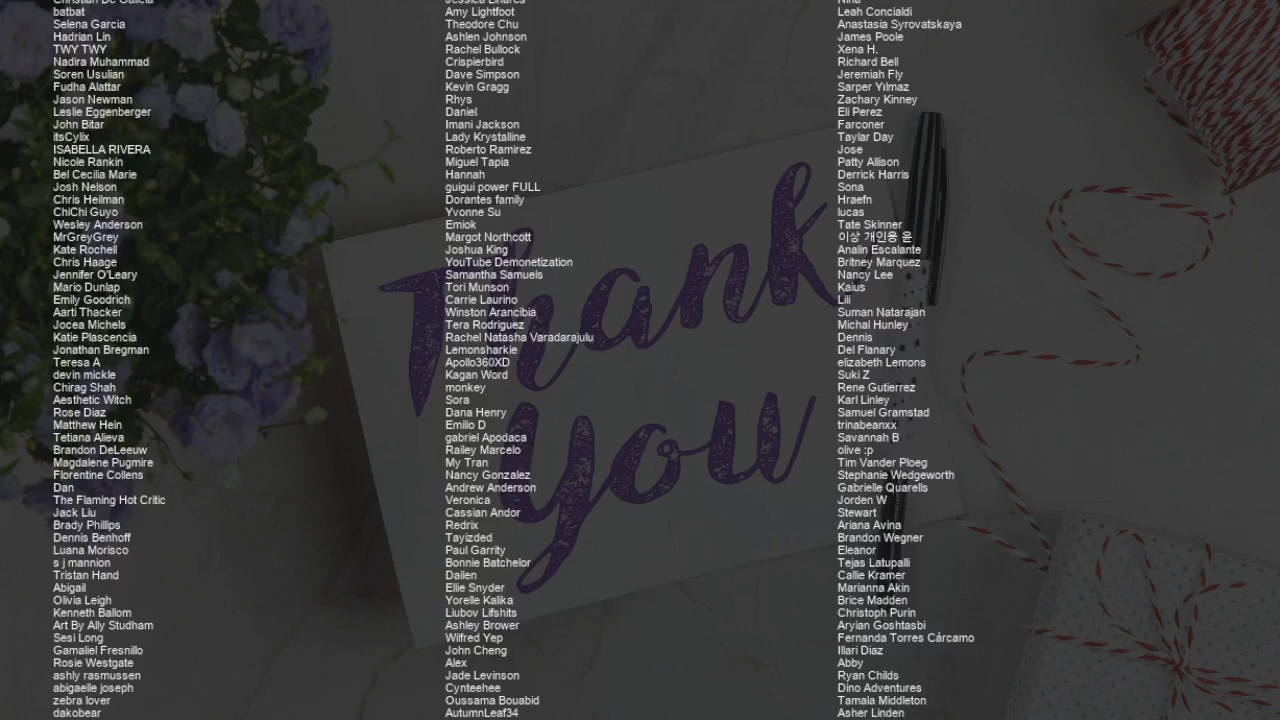 Christian De Galicia
batbat
Selena Garcia
Hadrian Lin
TWY TWY
Nadira Muhammad
Soren Usulian
Fudha Alattar
Jason Newman
Leslie Eggenberger
John Bitar
itsCylix
ISABELLA RIVERA
Nicole Rankin
Bel Cecilia Marie
Josh Nelson
Chris Heilman
ChiChi Guyo
Wesley Anderson
MrGreyGrey
Kate Rochell
Chris Haage
Jennifer O'Leary
Mario Dunlap
Emily Goodrich
Aarti Thacker
Jocea Michels
Katie Plascencia
Jonathan Bregman
Teresa A
devin mickle
Chirag Shah
Aesthetic Witch
Rose Diaz
Matthew Hein
Tetiana Alieva
Brandon DeLeeuw
Magdalene Pugmire
Florentine Collens
Dan
The Flaming Hot Critic
Jack Liu
Brady Phillips
Dennis Benhoff
Luana Morisco
s j mannion
Tristan Hand
Abigail
Olivia Leigh
Kenneth Ballom
Art By Ally Studham
Sesi Long
Gamaliel Fresnillo
Rosie Westgate
ashly rasmussen
abigaelle joseph
zebra lover
dakobear
Jessica Linares
Amy Lightfoot
Theodore Chu
Ashlen Johnson
Rachel Bullock
Crispierbird
Dave Simpson
Kevin Gragg
Rhys
Daniel
Imani Jackson
Lady Krystalline
Roberto Ramirez
Miguel Tapia
Hannah
guigui power FULL
Dorantes family
Yvonne Su
Emiok
Margot Northcott
Joshua King
YouTube Demonetization
Samantha Samuels
Tori Munson
Carrie Laurino
Winston Arancibia
Tera Rodriguez
Rachel Natasha Varadarajulu
Lemonsharkie
Apollo360XD
Kagan Word
monkey
Sora
Dana Henry
Emilio D
gabriel Apodaca
Railey Marcelo
My Tran
Nancy Gonzalez
Andrew Anderson
Veronica
Cassian Andor
Redrix
Tayizded
Paul Garrity
Bonnie Batchelor
Dailen
Ellie Snyder
Yorelle Kalika
Liubov Lifshits
Ashley Brower
Wilfred Yep
John Cheng
Alex
Jade Levinson
Cynteehee
Oussama Bouabid
AutumnLeaf34
Nina
Leah Concialdi
Anastasia Syrovatskaya
James Poole
Xena H.
Richard Bell
Jeremiah Fly
Sarper Yılmaz
Zachary Kinney
Eli Perez
Farconer
Taylar Day
Jose
Patty Allison
Derrick Harris
Sona
Hraefn
lucas
Tate Skinner
이상 개인용 윤
Analin Escalante
Britney Marquez
Nancy Lee
Kaius
Lili
Suman Natarajan
Michal Hunley
Dennis
Del Flanary
elizabeth Lemons
Suki Z
Rene Gutierrez
Karl Linley
Samuel Gramstad
trinabeanxx
Savannah B
olive :p
Tim Vander Ploeg
Stephanie Wedgeworth
Gabrielle Quarells
Jorden W
Stewart
Ariana Avina
Brandon Wegner
Eleanor
Tejas Latupalli
Callie Kramer
Marianna Akin
Brice Madden
Christoph Purin
Aryian Goshtasbi
Fernanda Torres Cárcamo
Illari Diaz
Abby
Ryan Childs
Dino Adventures
Tamala Middleton
Asher Linden
Thank
you